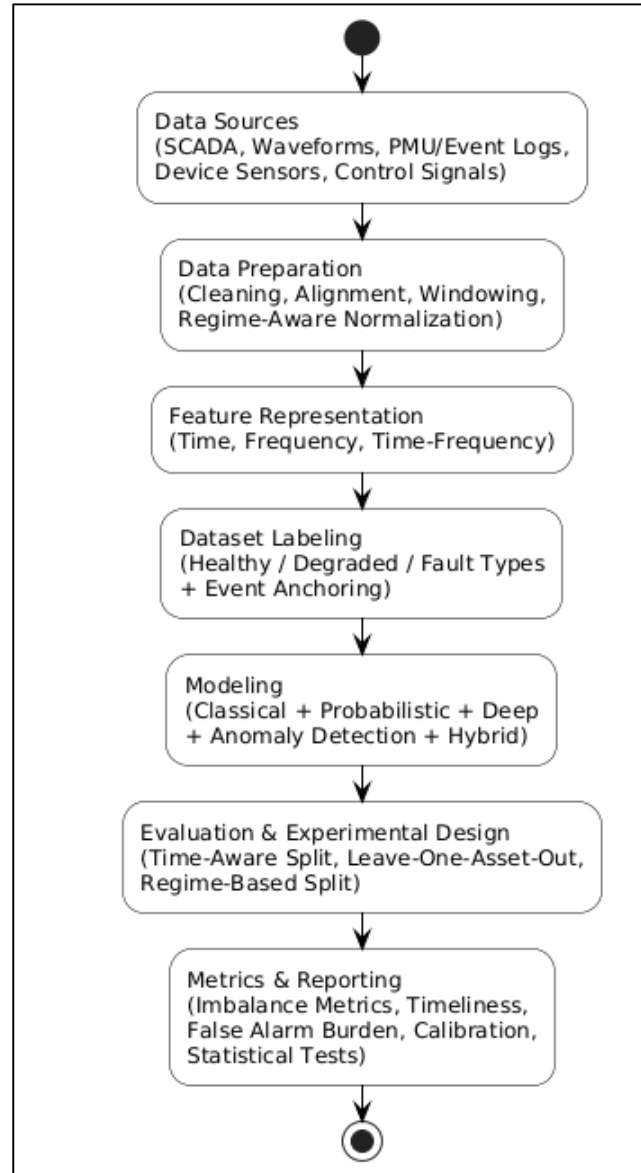 Data Sources
(SCADA, Waveforms, PMU/Event Logs,
Device Sensors, Control Signals)
Data Preparation
(Cleaning, Alignment, Windowing,
Regime-Aware Normalization)
Feature Representation
(Time, Frequency, Time-Frequency)
Dataset Labeling
(Healthy / Degraded / Fault Types
+ Event Anchoring)
Modeling
(Classical + Probabilistic + Deep
+ Anomaly Detection + Hybrid)
Evaluation & Experimental Design
(Time-Aware Split, Leave-One-Asset-Out,
Regime-Based Split)
Metrics & Reporting
(Imbalance Metrics, Timeliness,
False Alarm Burden, Calibration,
Statistical Tests)